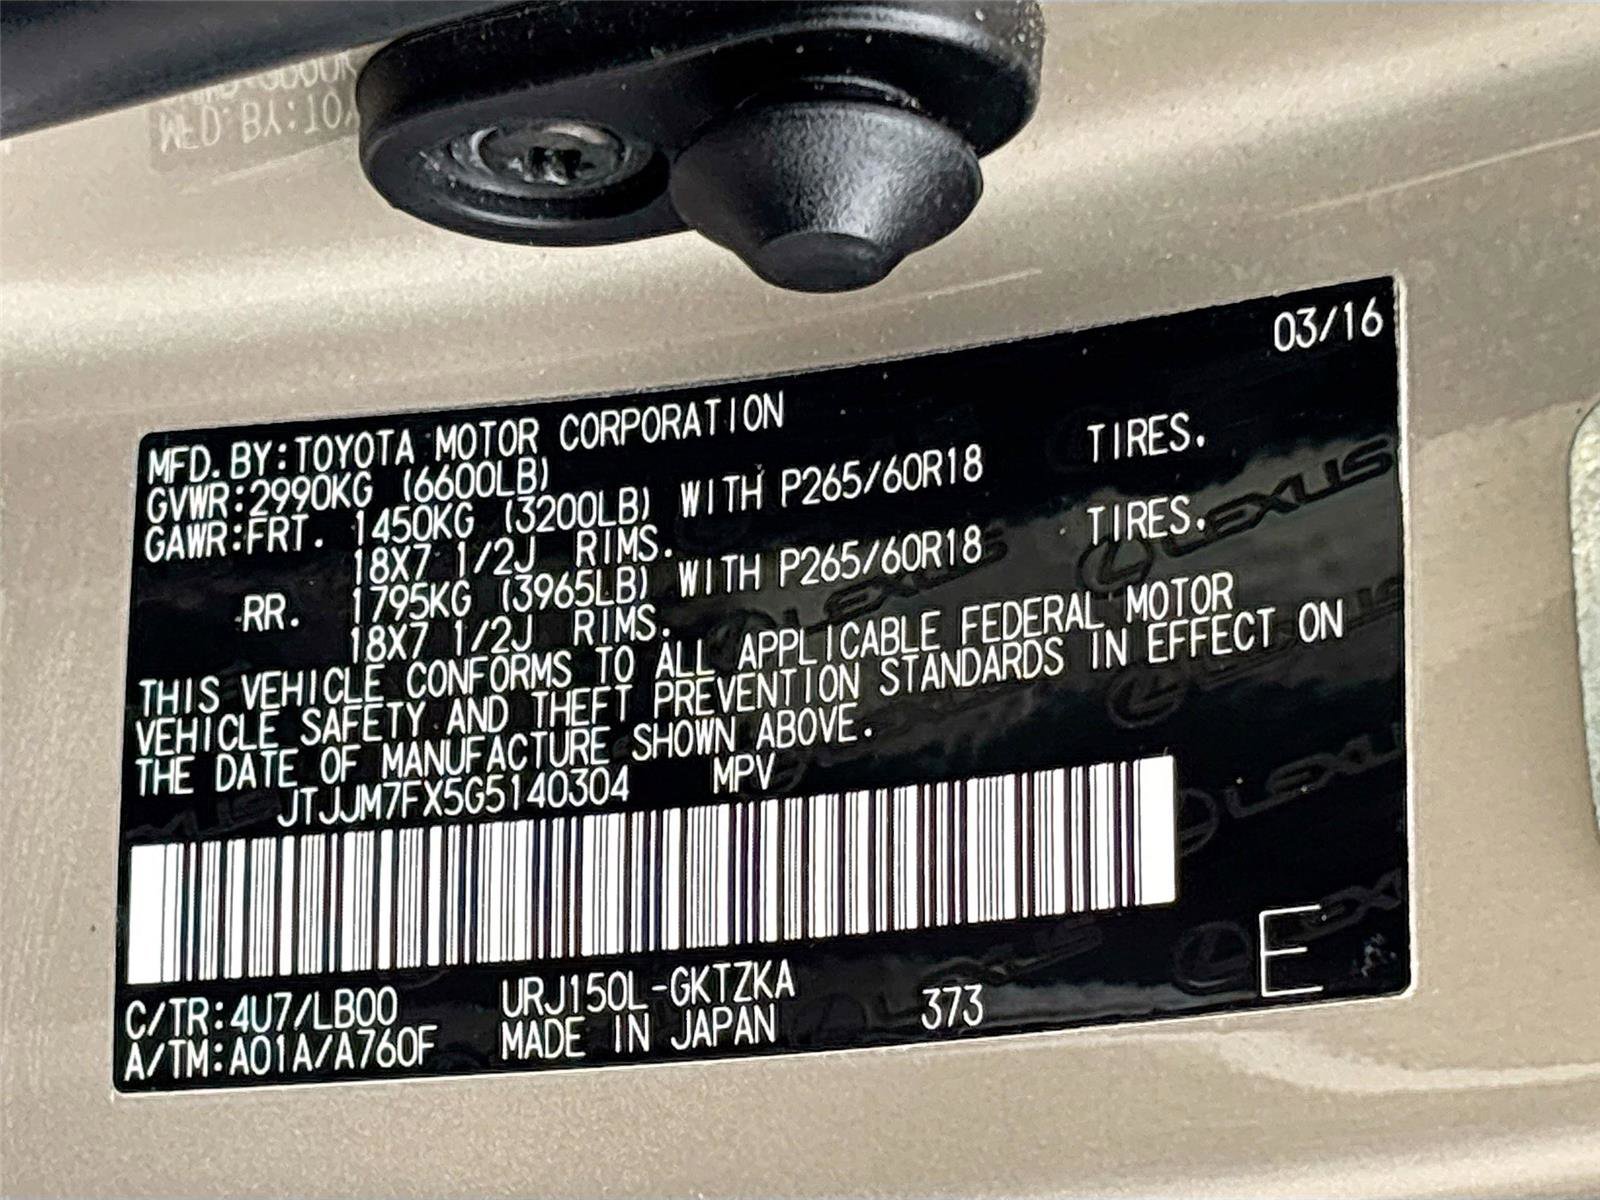 03/16
MFD. BY:TOYOTA MOTOR CORPORATION
GVWR:2990KG (6600LB)
GAWR:FRT. 1450KG (3200LB) WITH P265/60R18 TIRES.
18X7 1/2J RIMS.
RR. 1795KG (3965LB) WITH P265/60R18 TIRES.
18X7 1/2J RIMS.
THIS VEHICLE CONFORMS TO ALL APPLICABLE FEDERAL MOTOR
VEHICLE SAFETY AND THEFT PREVENTION STANDARDS IN EFFECT ON
THE DATE OF MANUFACTURE SHOWN ABOVE.
JTJJM7FX5G5140304 MPV
C/TR:4U7/LB00 URJ150L-GKTZKA
A/TM:A01A/A760F MADE IN JAPAN 373
E
LEXUS
LEXUS
LEXUS